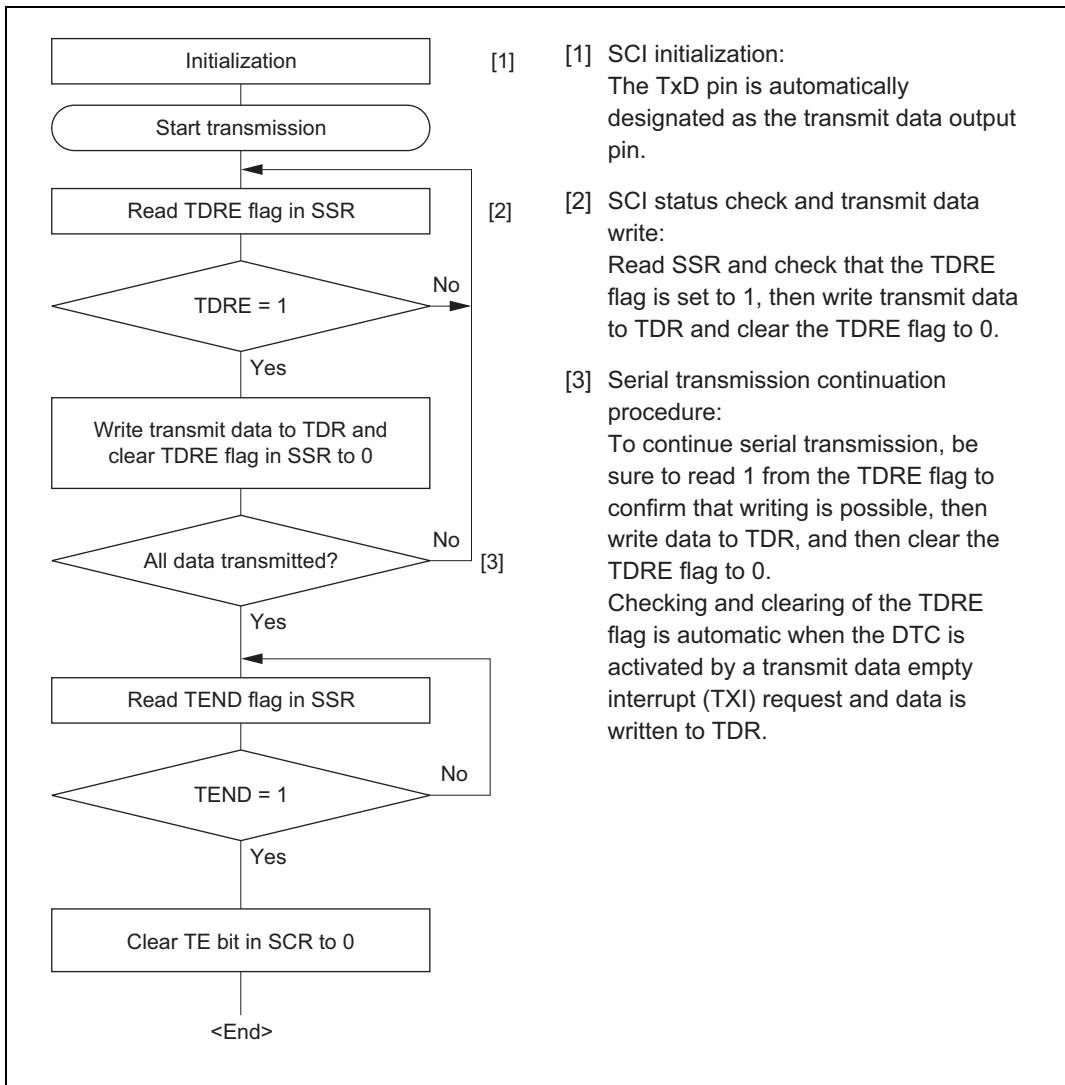 Initialization
[1]
Start transmission
Read TDRE flag in SSR
[2]
No
TDRE = 1
Yes
Write transmit data to TDR and
clear TDRE flag in SSR to 0
No
All data transmitted?
[3]
Yes
Read TEND flag in SSR
No
TEND = 1
Yes
Clear TE bit in SCR to 0
<End>
[1] SCI initialization:
The TxD pin is automatically
designated as the transmit data output
pin.
[2] SCI status check and transmit data
write:
Read SSR and check that the TDRE
flag is set to 1, then write transmit data
to TDR and clear the TDRE flag to 0.
[3] Serial transmission continuation
procedure:
To continue serial transmission, be
sure to read 1 from the TDRE flag to
confirm that writing is possible, then
write data to TDR, and then clear the
TDRE flag to 0.
Checking and clearing of the TDRE
flag is automatic when the DTC is
activated by a transmit data empty
interrupt (TXI) request and data is
written to TDR.